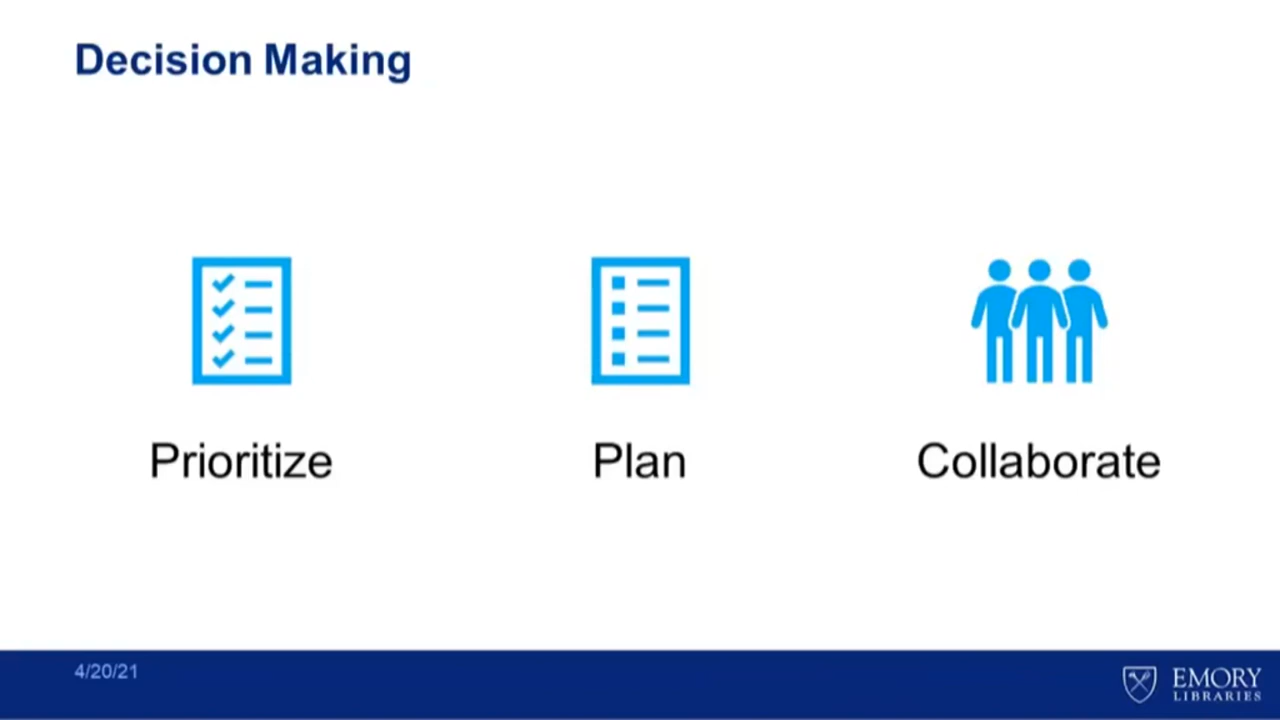 Decision Making
Prioritize
Plan
Collaborate
4/20/21
EMORY
LIBRARIES